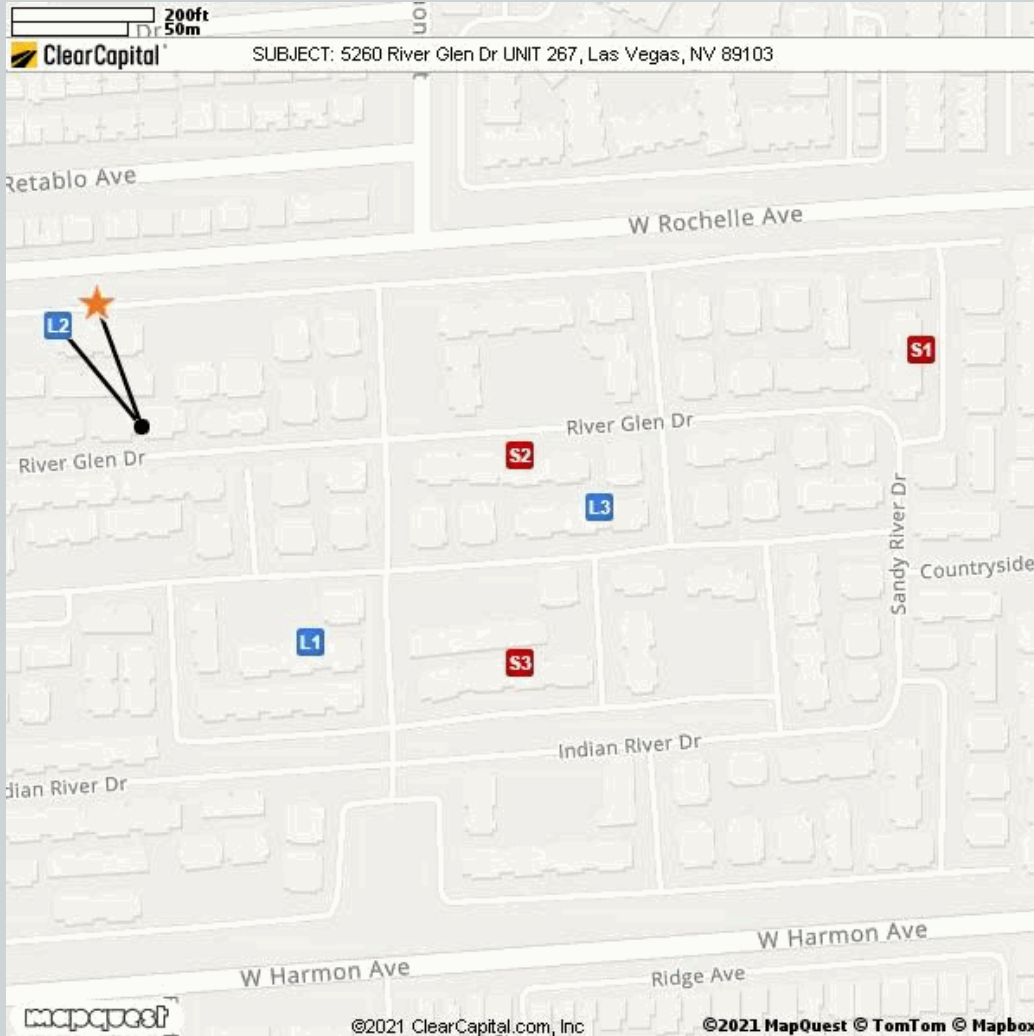 200ft
Dr 50m
ClearCapital
SUBJECT: 5260 River Glen Dr UNIT 267, Las Vegas, NV 89103
Retablo Ave
W Rochelle Ave
L2
S1
River Glen Dr
River Glen Dr
S2
L3
Sandy River Dr
Countryside
L1
S3
Indian River Dr
dian River Dr
W Harmon Ave
W Harmon Ave
Ridge Ave
mapquest
©2021 ClearCapital.com, Inc
©2021 MapQuest © TomTom © Mapbox